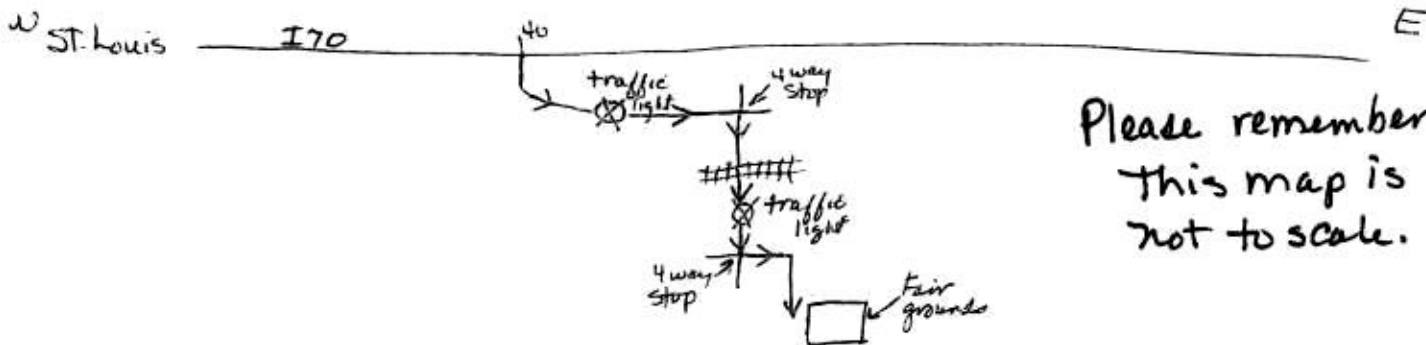 N
St. Louis
I70
40
E
traffic
light
4 way
stop
Please remember
this map is
not to scale.
traffic
light
4 way
stop
Fair
grounds